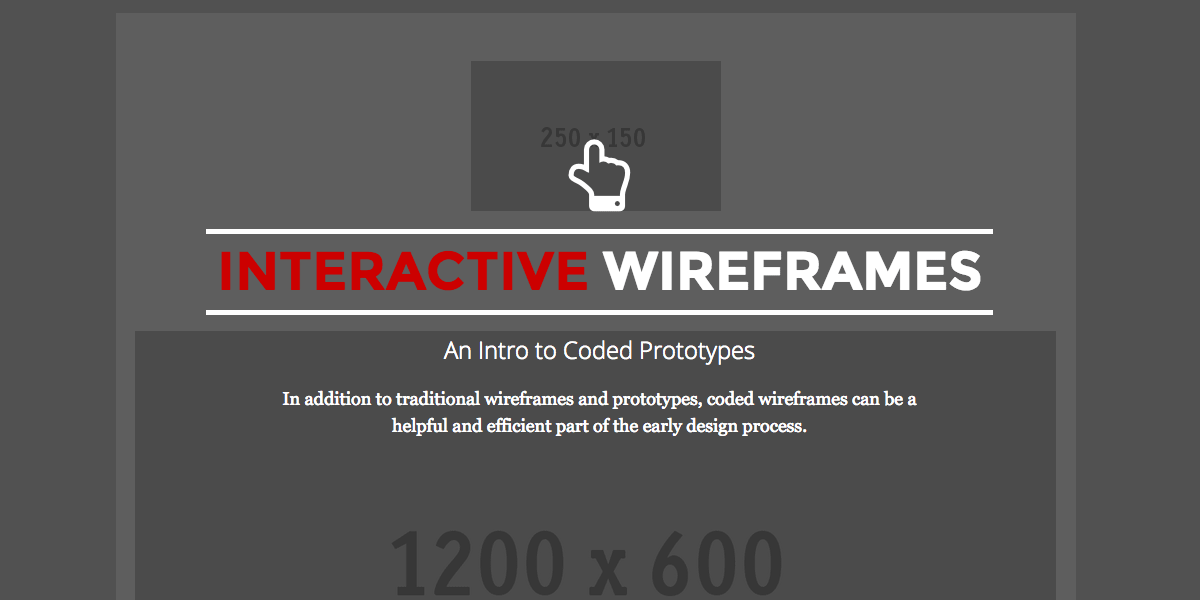 250 x 150
INTERACTIVE WIREFRAMES
An Intro to Coded Prototypes
In addition to traditional wireframes and prototypes, coded wireframes can be a
helpful and efficient part of the early design process.
1200 x 600